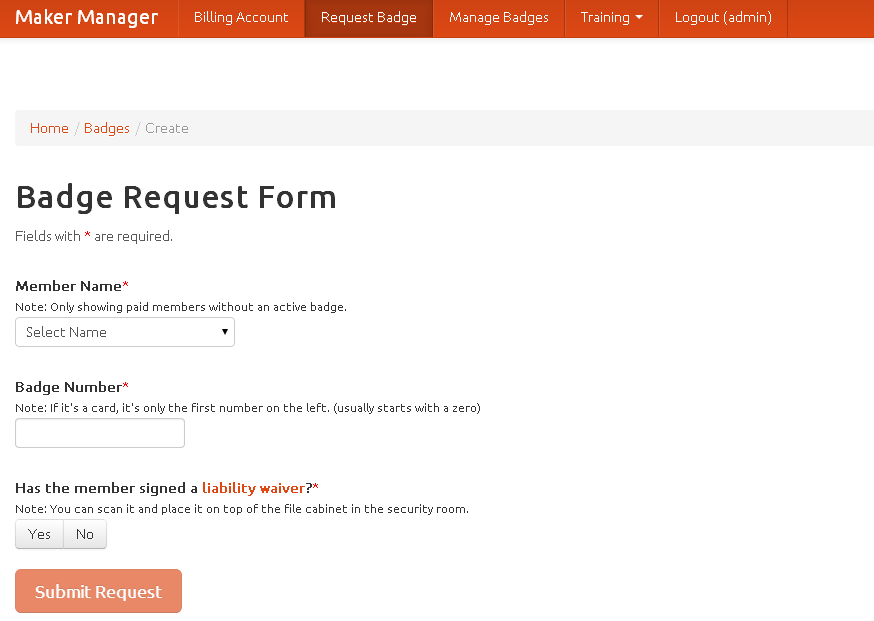 Maker Manager Billing Account Request Badge Manage Badges Training Logout (admin)
Home / Badges / Create
Badge Request Form
Fields with * are required.
Member Name*
Note: Only showing paid members without an active badge.
Select Name
Badge Number*
Note: If it's a card, it's only the first number on the left. (usually starts with a zero)
Has the member signed a liability waiver?*
Note: You can scan it and place it on top of the file cabinet in the security room.
Yes No
Submit Request